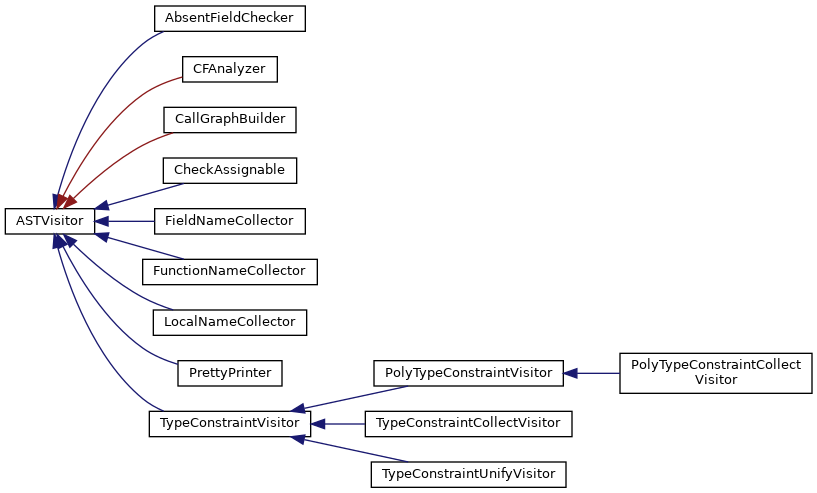 AbsentFieldChecker
CFAnalyzer
CallGraphBuilder
CheckAssignable
ASTVisitor
FieldNameCollector
FunctionNameCollector
LocalNameCollector
PrettyPrinter
PolyTypeConstraintVisitor
PolyTypeConstraintCollect
Visitor
TypeConstraintVisitor
TypeConstraintCollectVisitor
TypeConstraintUnifyVisitor